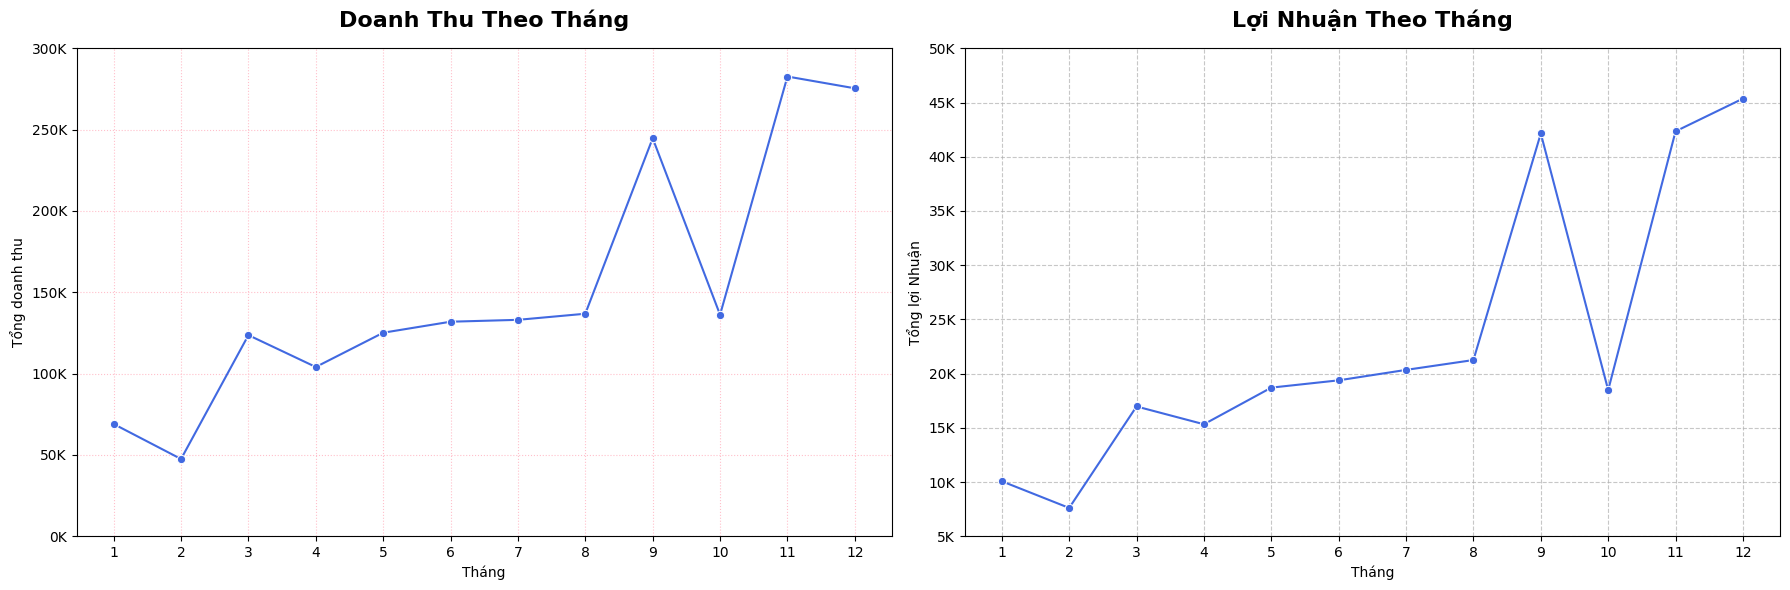 Doanh Thu Theo Tháng
300K
250K
200K
150K
100K
50K
0K
Tổng doanh thu
1 2 3 4 5 6 7 8 9 10 11 12
Tháng
Lợi Nhuận Theo Tháng
50K
45K
40K
35K
30K
25K
20K
15K
10K
5K
Tổng lợi Nhuận
1 2 3 4 5 6 7 8 9 10 11 12
Tháng